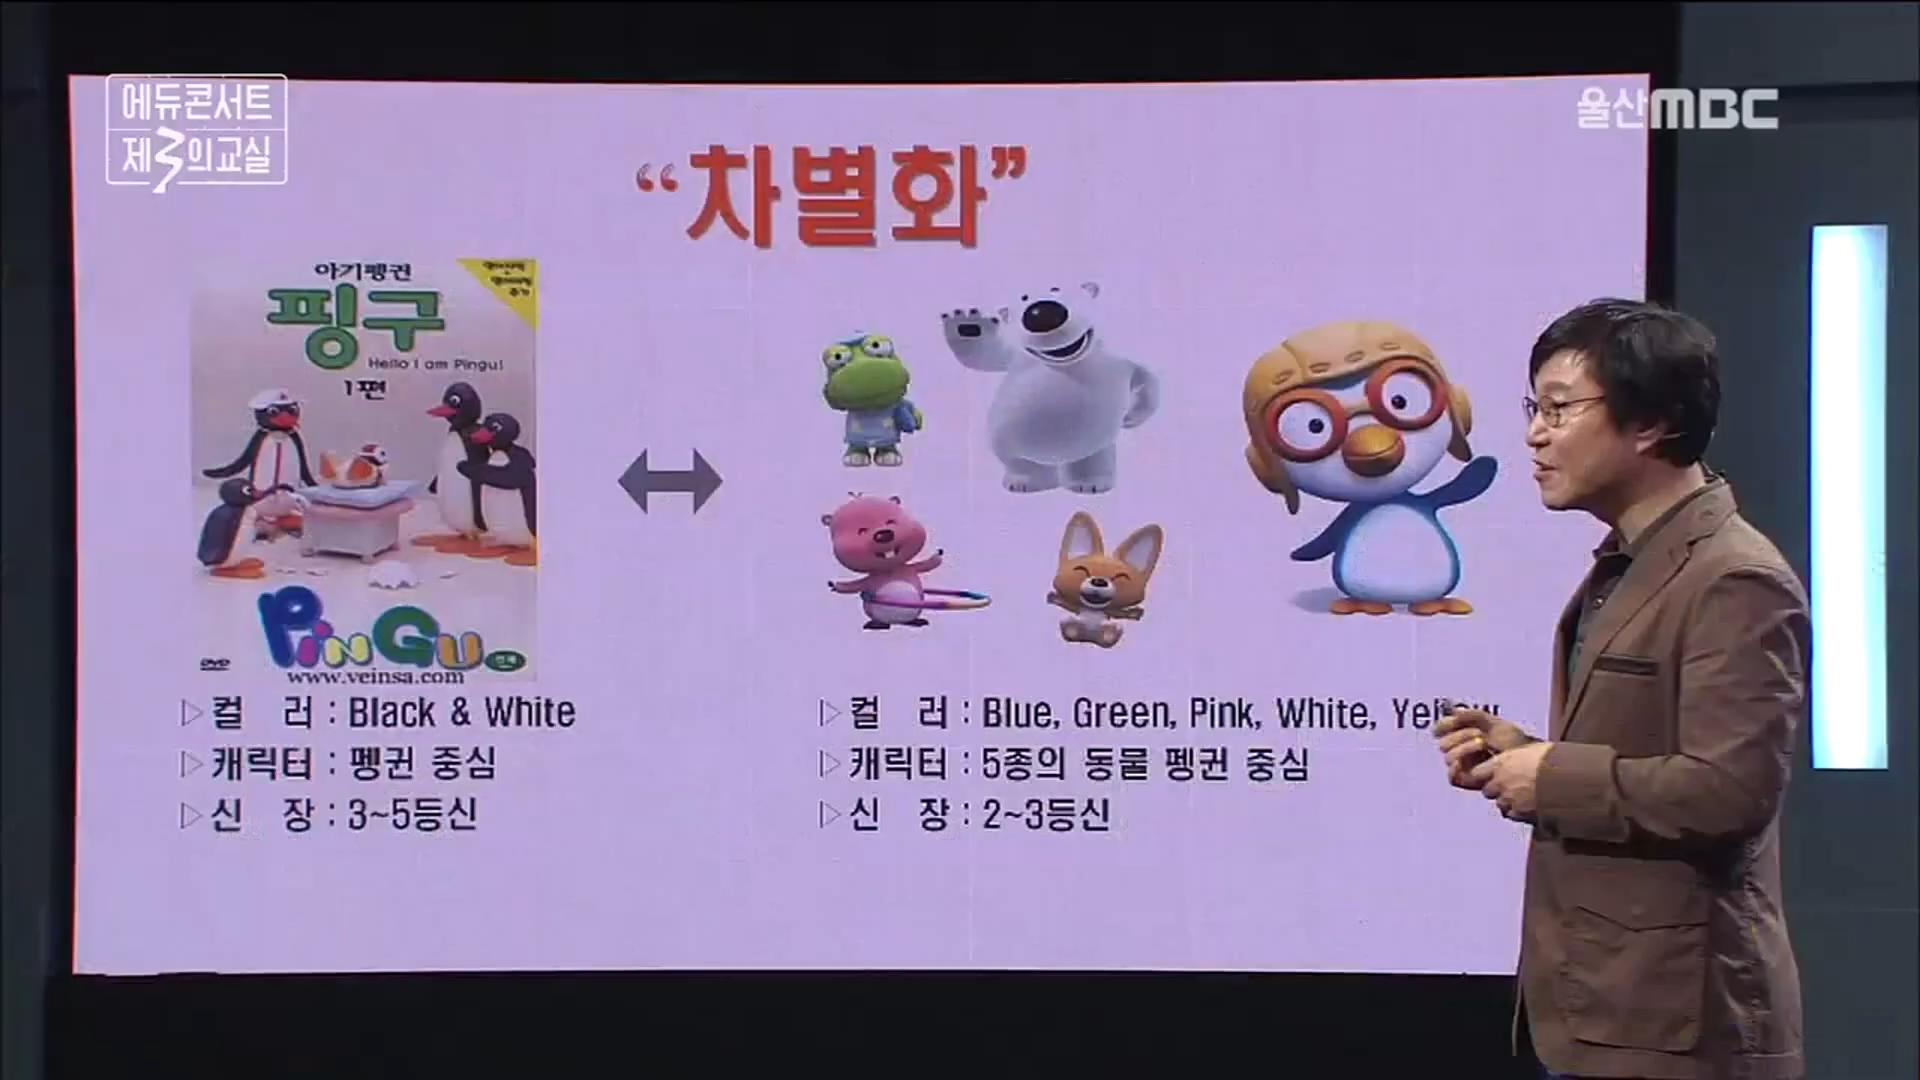 에듀콘서트
제3의교실
울산MBC
“차별화”
아기펭귄
핑구
Hello I am Pingu!
1편
PINGU
DVD
www.veinsa.com
▷컬 러 : Black & White
▷캐릭터 : 펭귄 중심
▷신 장 : 3~5등신
▷컬 러 : Blue, Green, Pink, White, Yellow
▷캐릭터 : 5종의 동물 펭귄 중심
▷신 장 : 2~3등신